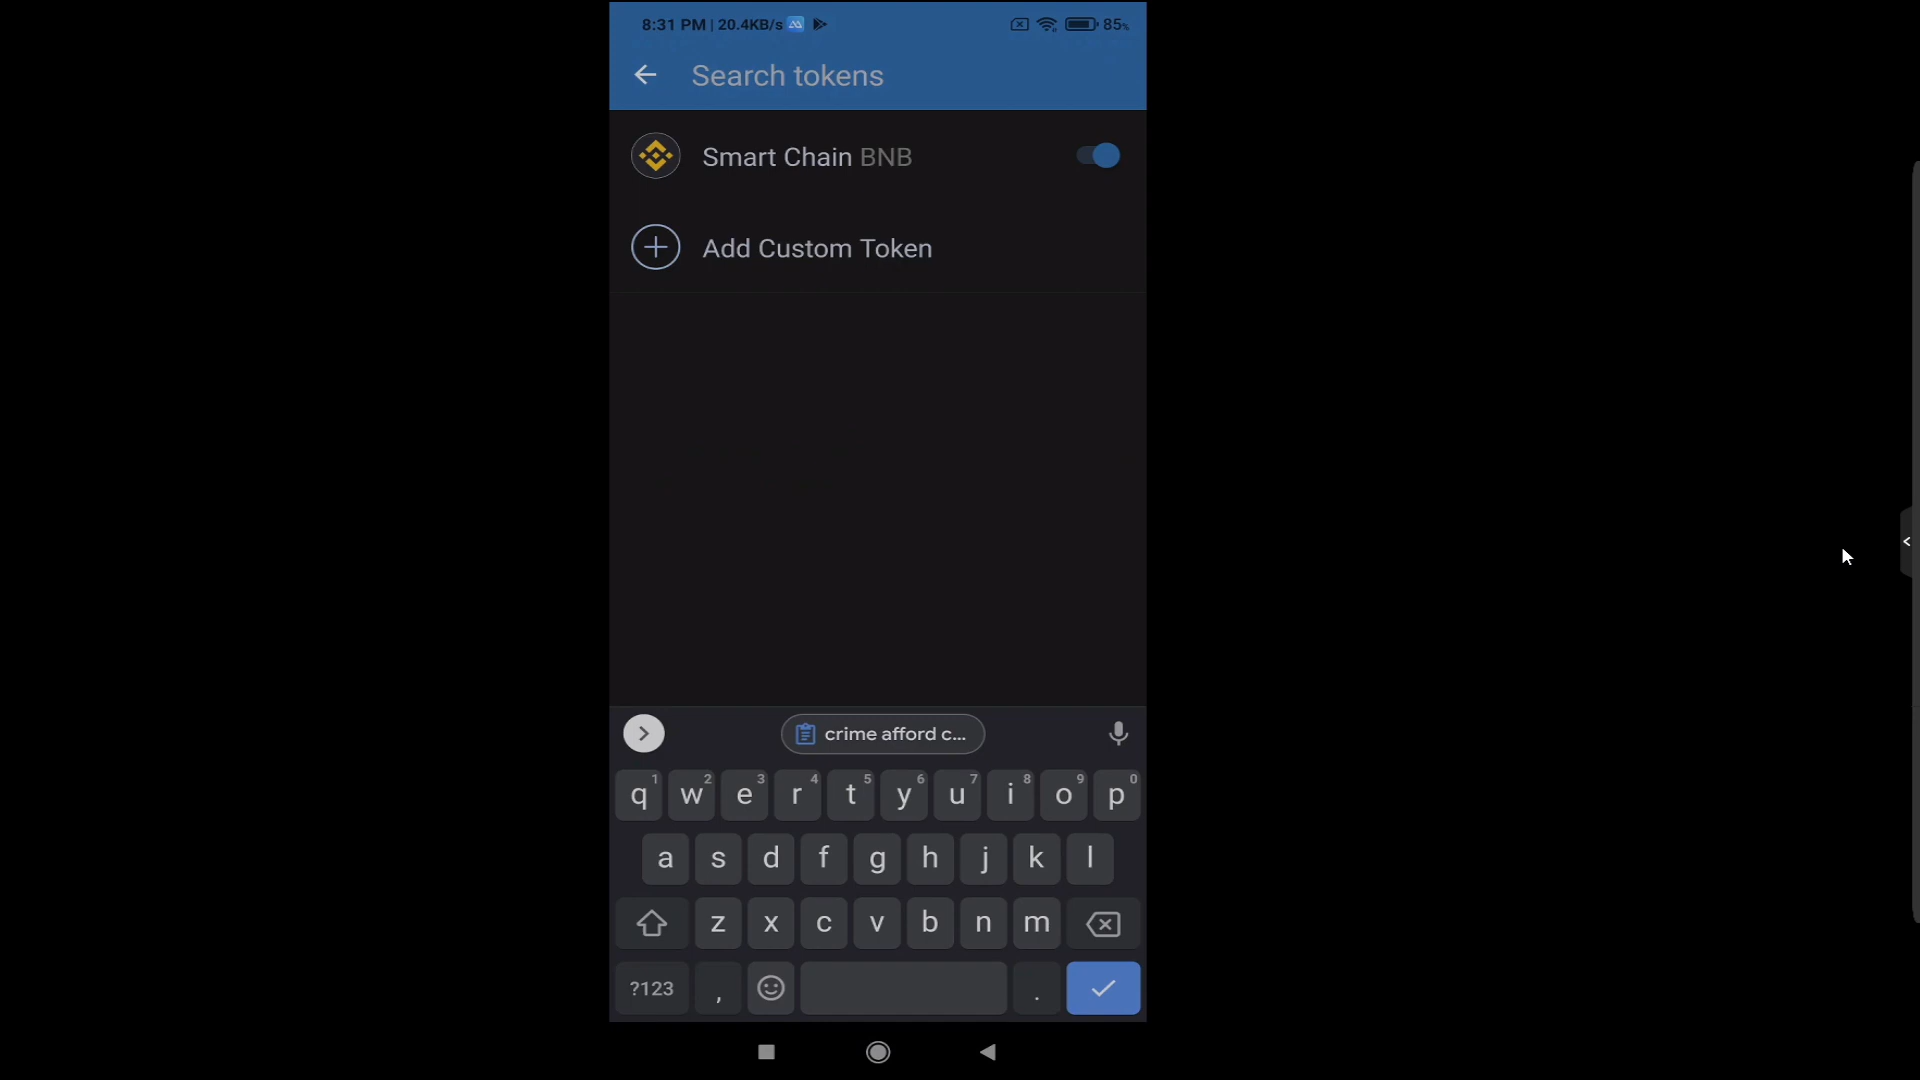 8:31 PM | 20.4KB/s 85%
Search tokens
Smart Chain BNB
Add Custom Token
crime afford c...
q1 w2 e3 r4 t5 y6 u7 i8 o9 p0
a s d f g h j k l
z x c v b n m
?123 , .